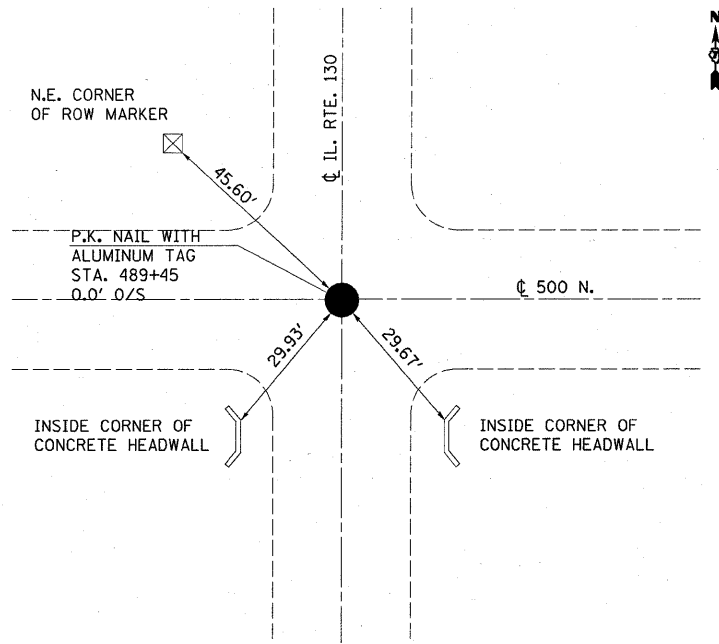 N
N.E. CORNER
OF ROW MARKER
℄ IL. RTE. 130
45.60'
P.K. NAIL WITH
ALUMINUM TAG
STA. 489+45
0.0' O/S
℄ 500 N.
29.93'
29.67'
INSIDE CORNER OF
CONCRETE HEADWALL
INSIDE CORNER OF
CONCRETE HEADWALL